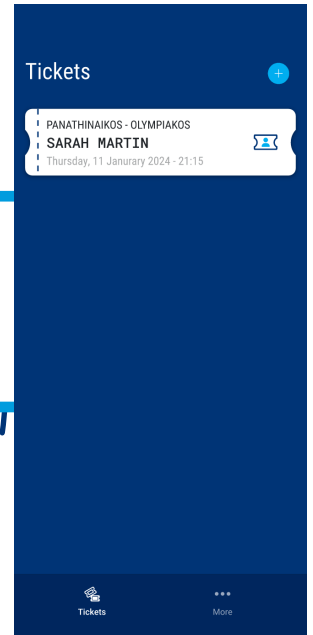 Tickets
PANATHINAIKOS - OLYMPIAKOS
SARAH MARTIN
Thursday, 11 Janurary 2024 - 21:15
Tickets
More